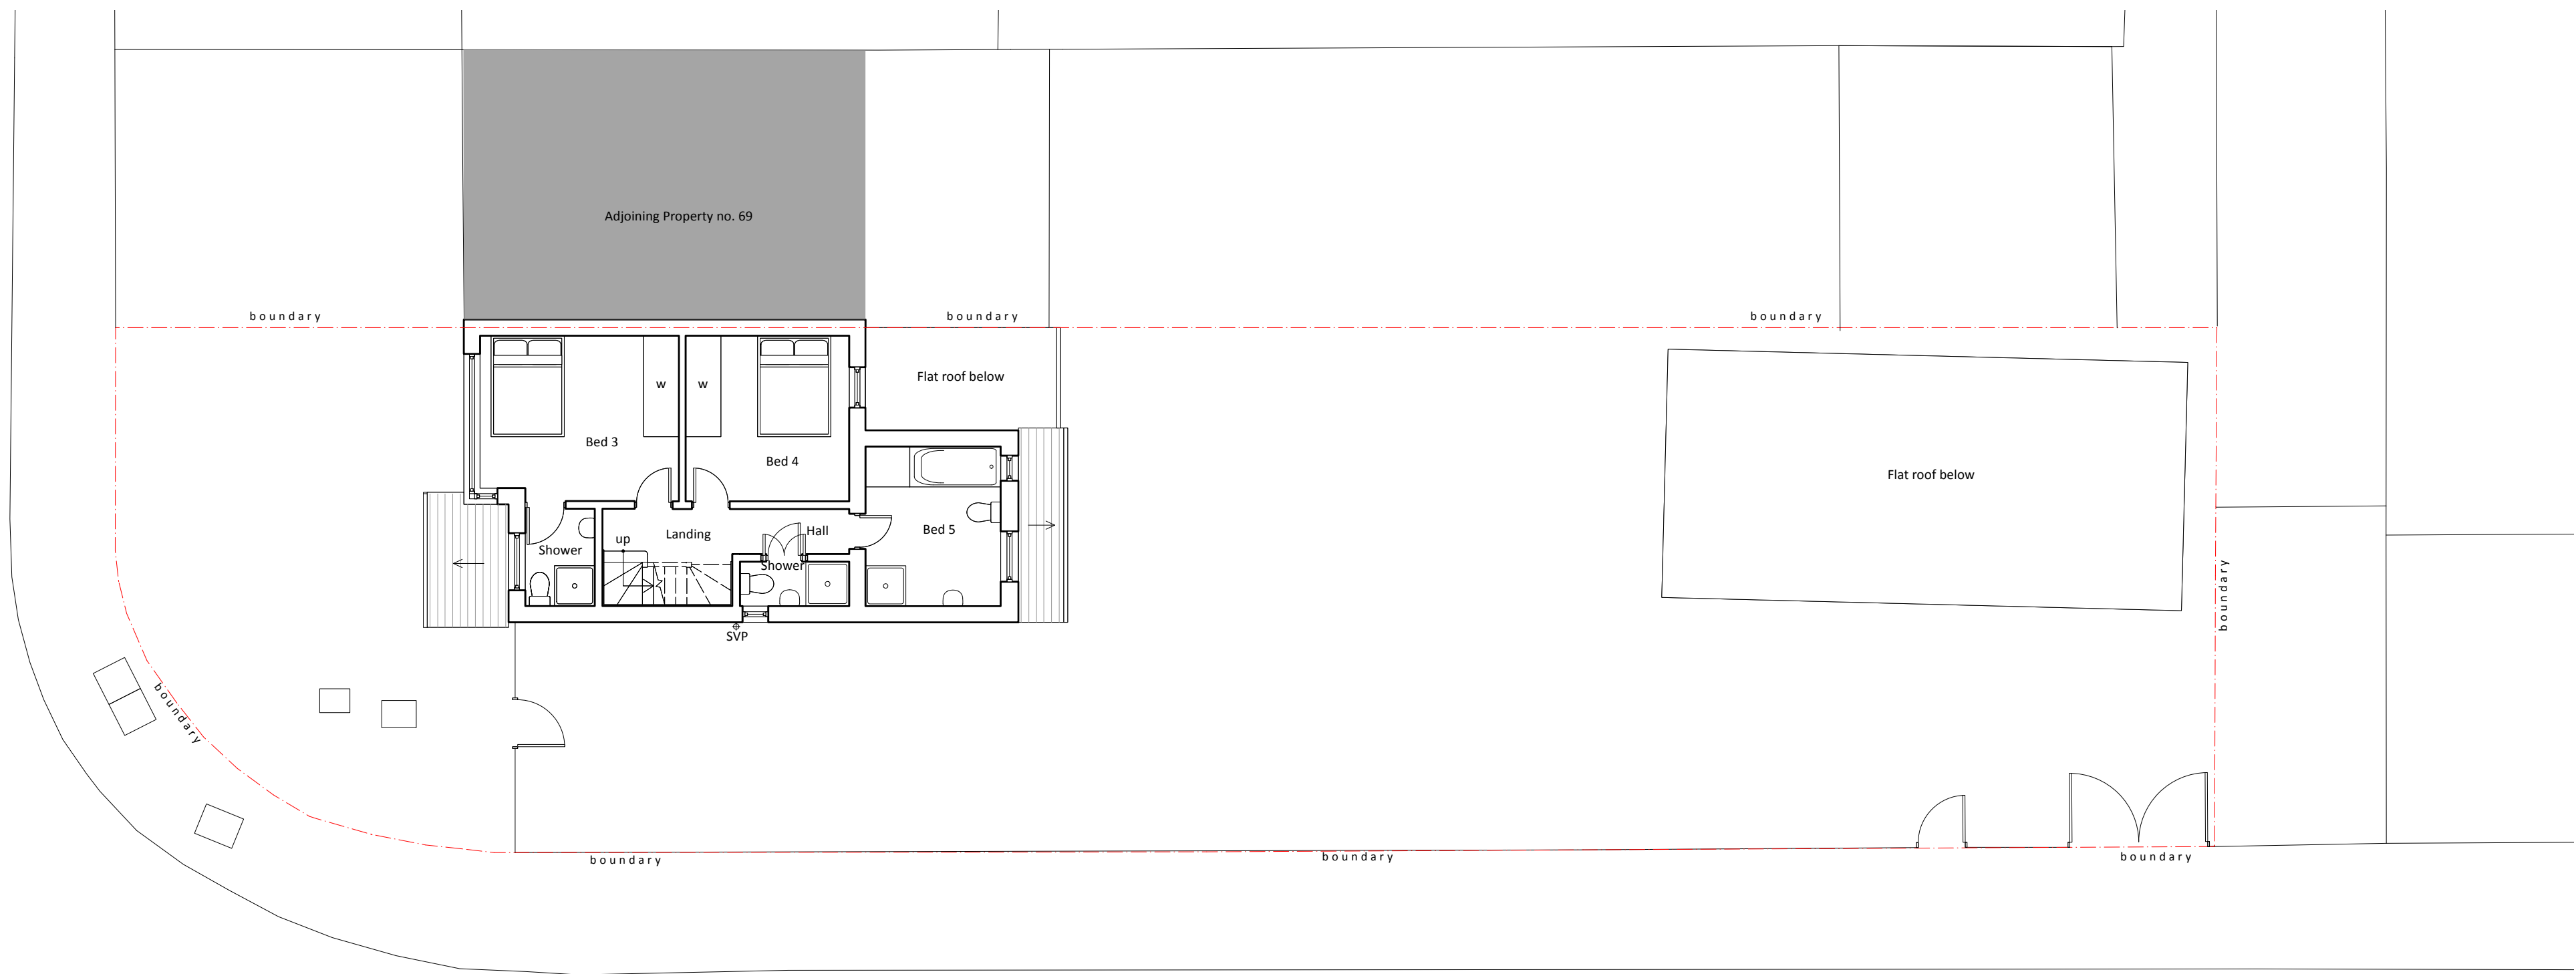 Adjoining Property no. 69
boundary
boundary
boundary
Flat roof below
w
w
Bed 3
Bed 4
Flat roof below
Landing
Hall
Bed 5
up
Shower
Shower
SVP
boundary
boundary
boundary
boundary
boundary